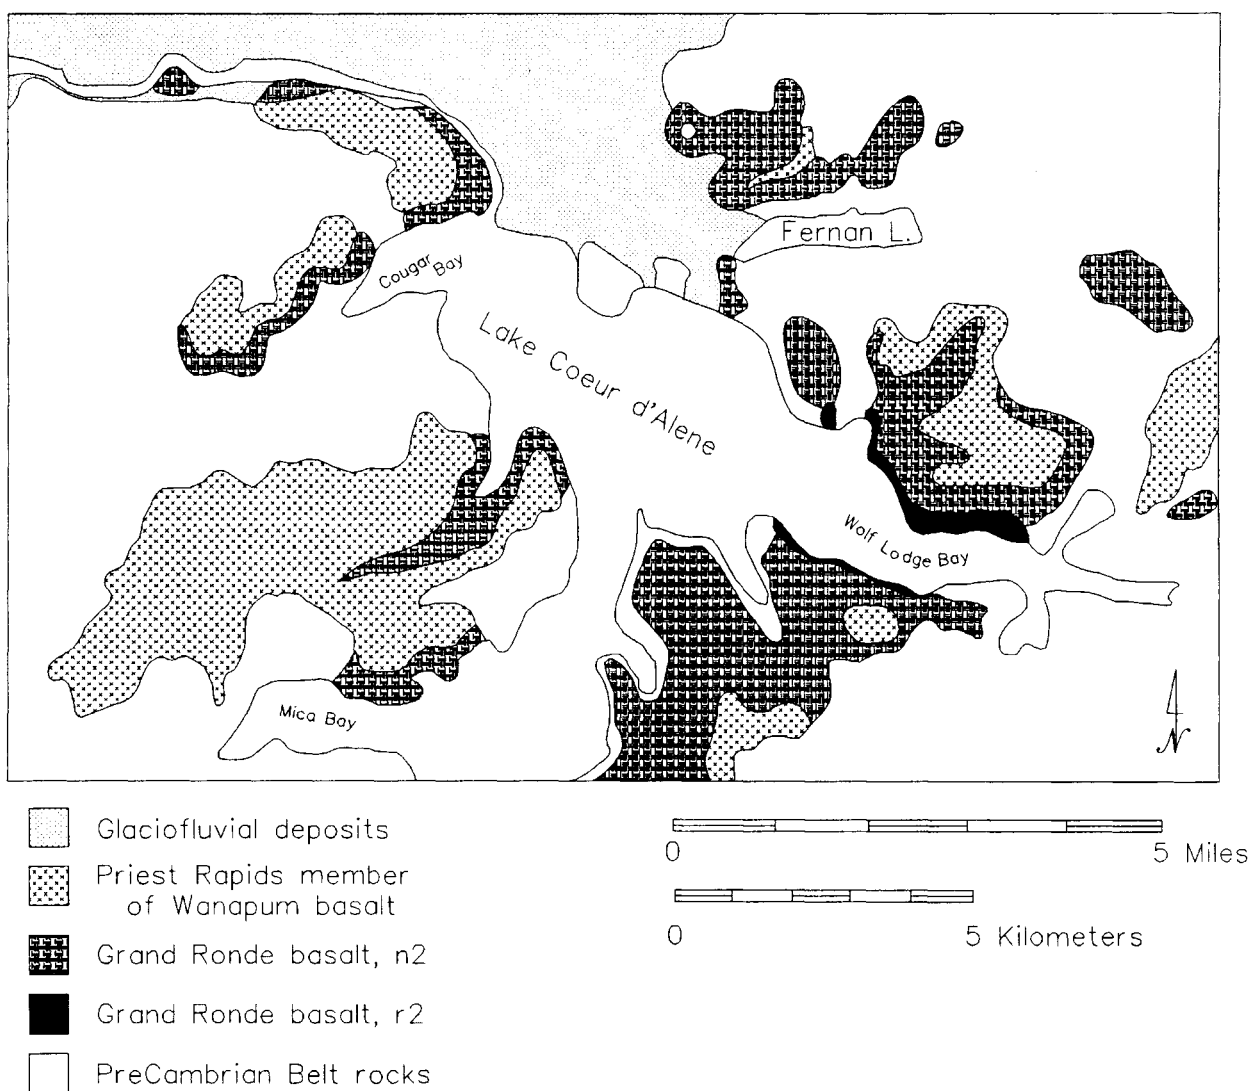 Fernan L.
Cougar Bay
Lake Coeur d'Alene
Wolf Lodge Bay
Mica Bay
N
Glaciofluvial deposits
Priest Rapids member
of Wanapum basalt
Grand Ronde basalt, n2
Grand Ronde basalt, r2
PreCambrian Belt rocks
0 5 Miles
0 5 Kilometers